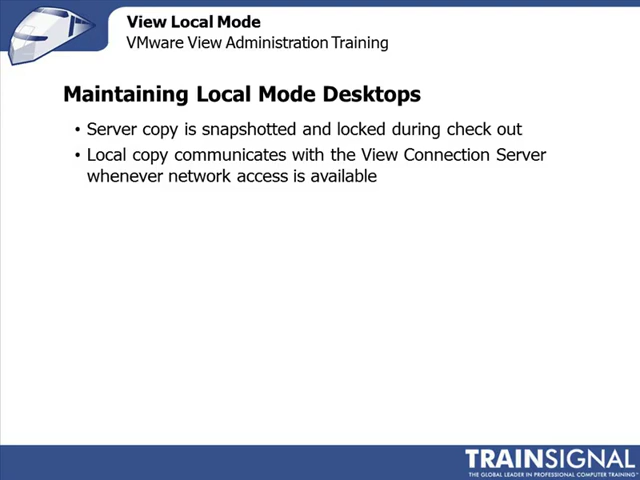 View Local Mode
VMware View Administration Training
Maintaining Local Mode Desktops
• Server copy is snapshotted and locked during check out
• Local copy communicates with the View Connection Server
whenever network access is available
TRAINSIGNAL
THE GLOBAL LEADER IN PROFESSIONAL COMPUTER TRAINING